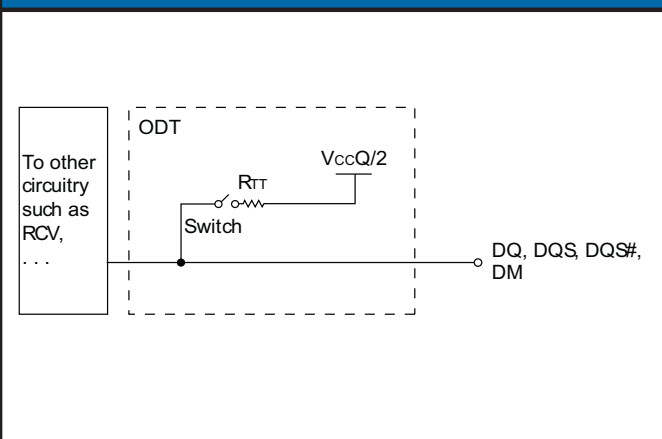 ODT
To other
circuitry
such as
RCV,
. . .
VCCQ/2
RTT
Switch
DQ, DQS, DQS#,
DM